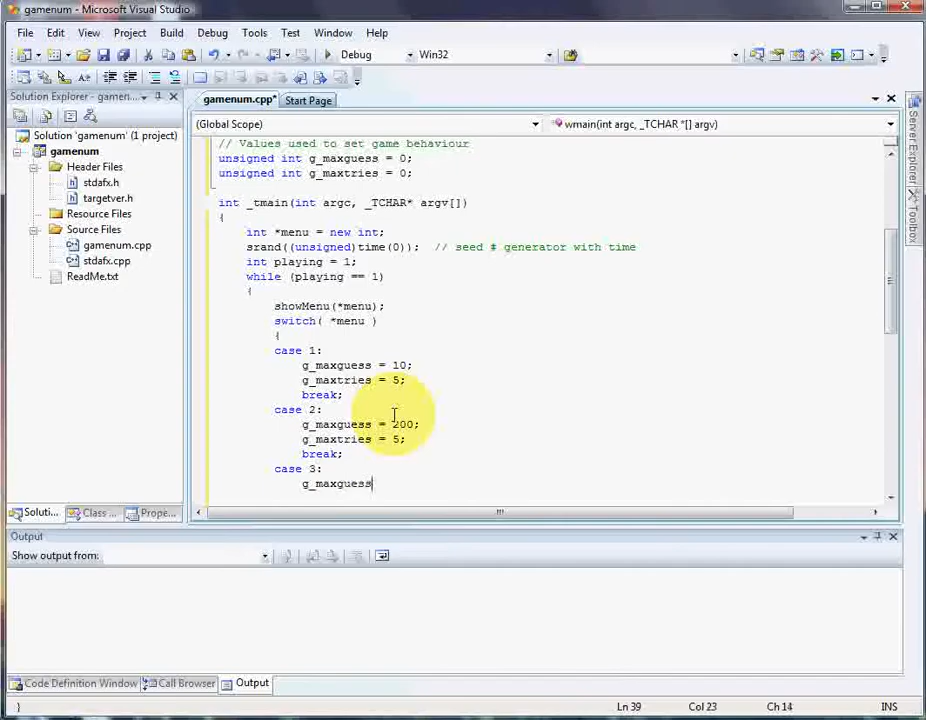 gamenum - Microsoft Visual Studio
File Edit View Project Build Debug Tools Test Window Help
Debug Win32
Solution Explorer - gamen...
gamenum.cpp* Start Page
(Global Scope) wmain(int argc, _TCHAR *[] argv)
Solution 'gamenum' (1 project)
gamenum
Header Files
stdafx.h
targetver.h
Resource Files
Source Files
gamenum.cpp
stdafx.cpp
ReadMe.txt
// Values used to set game behaviour
unsigned int g_maxguess = 0;
unsigned int g_maxtries = 0;
int _tmain(int argc, _TCHAR* argv[])
{
int *menu = new int;
srand((unsigned)time(0)); // seed # generator with time
int playing = 1;
while (playing == 1)
{
showMenu(*menu);
switch( *menu )
{
case 1:
g_maxguess = 10;
g_maxtries = 5;
break;
case 2:
g_maxguess = 200;
g_maxtries = 5;
break;
case 3:
g_maxguess
Server Explorer
Toolbox
Soluti... Class ... Prope...
Output
Show output from:
Code Definition Window Call Browser Output
} Ln 39 Col 23 Ch 14 INS